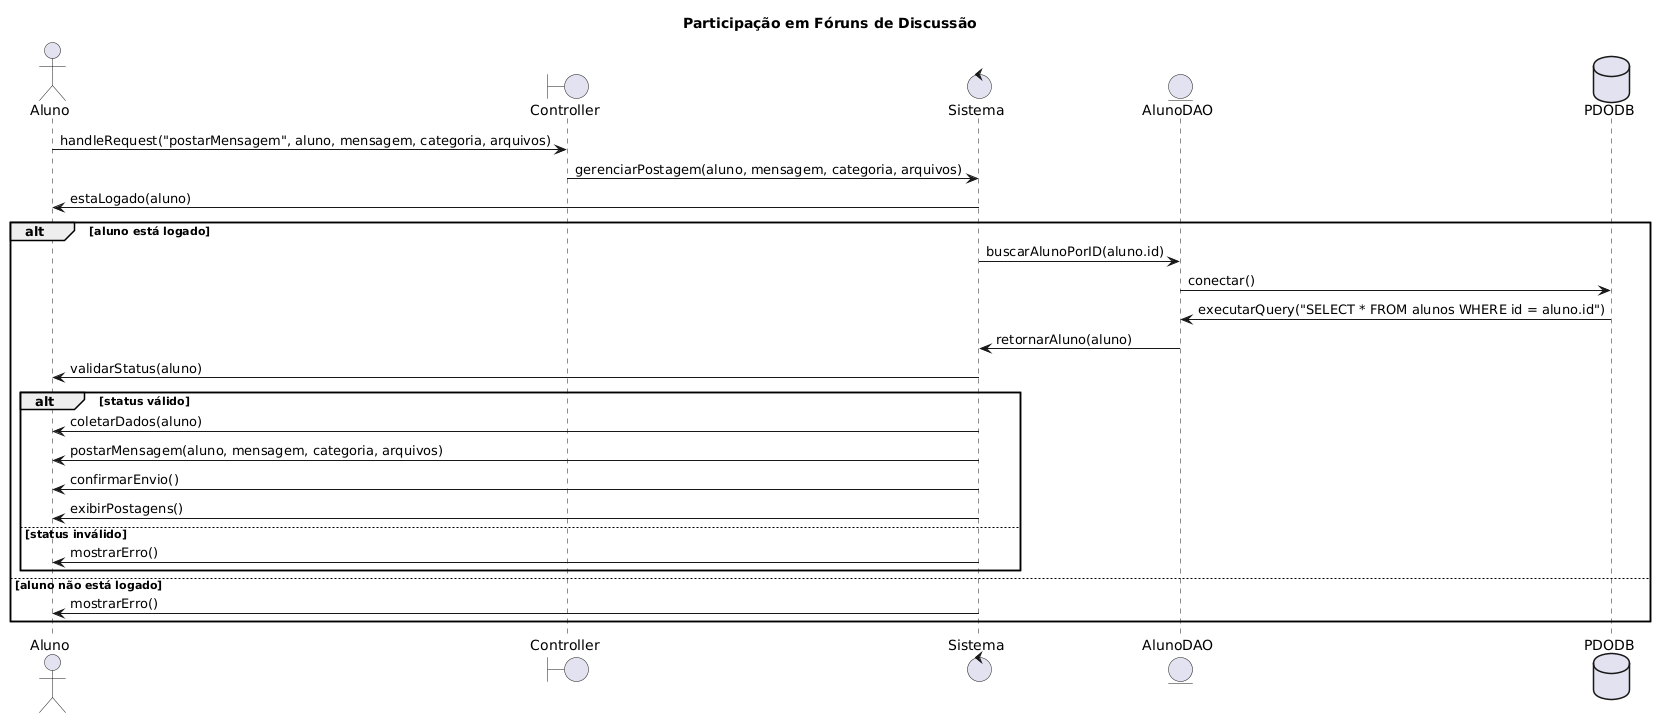 Participação em Fóruns de Discussão
Aluno
Controller
Sistema
AlunoDAO
PDODB
handleRequest("postarMensagem", aluno, mensagem, categoria, arquivos)
gerenciarPostagem(aluno, mensagem, categoria, arquivos)
estaLogado(aluno)
alt [aluno está logado]
buscarAlunoPorID(aluno.id)
conectar()
executarQuery("SELECT * FROM alunos WHERE id = aluno.id")
retornarAluno(aluno)
validarStatus(aluno)
alt [status válido]
coletarDados(aluno)
postarMensagem(aluno, mensagem, categoria, arquivos)
confirmarEnvio()
exibirPostagens()
[status inválido]
mostrarErro()
[aluno não está logado]
mostrarErro()
Aluno
Controller
Sistema
AlunoDAO
PDODB